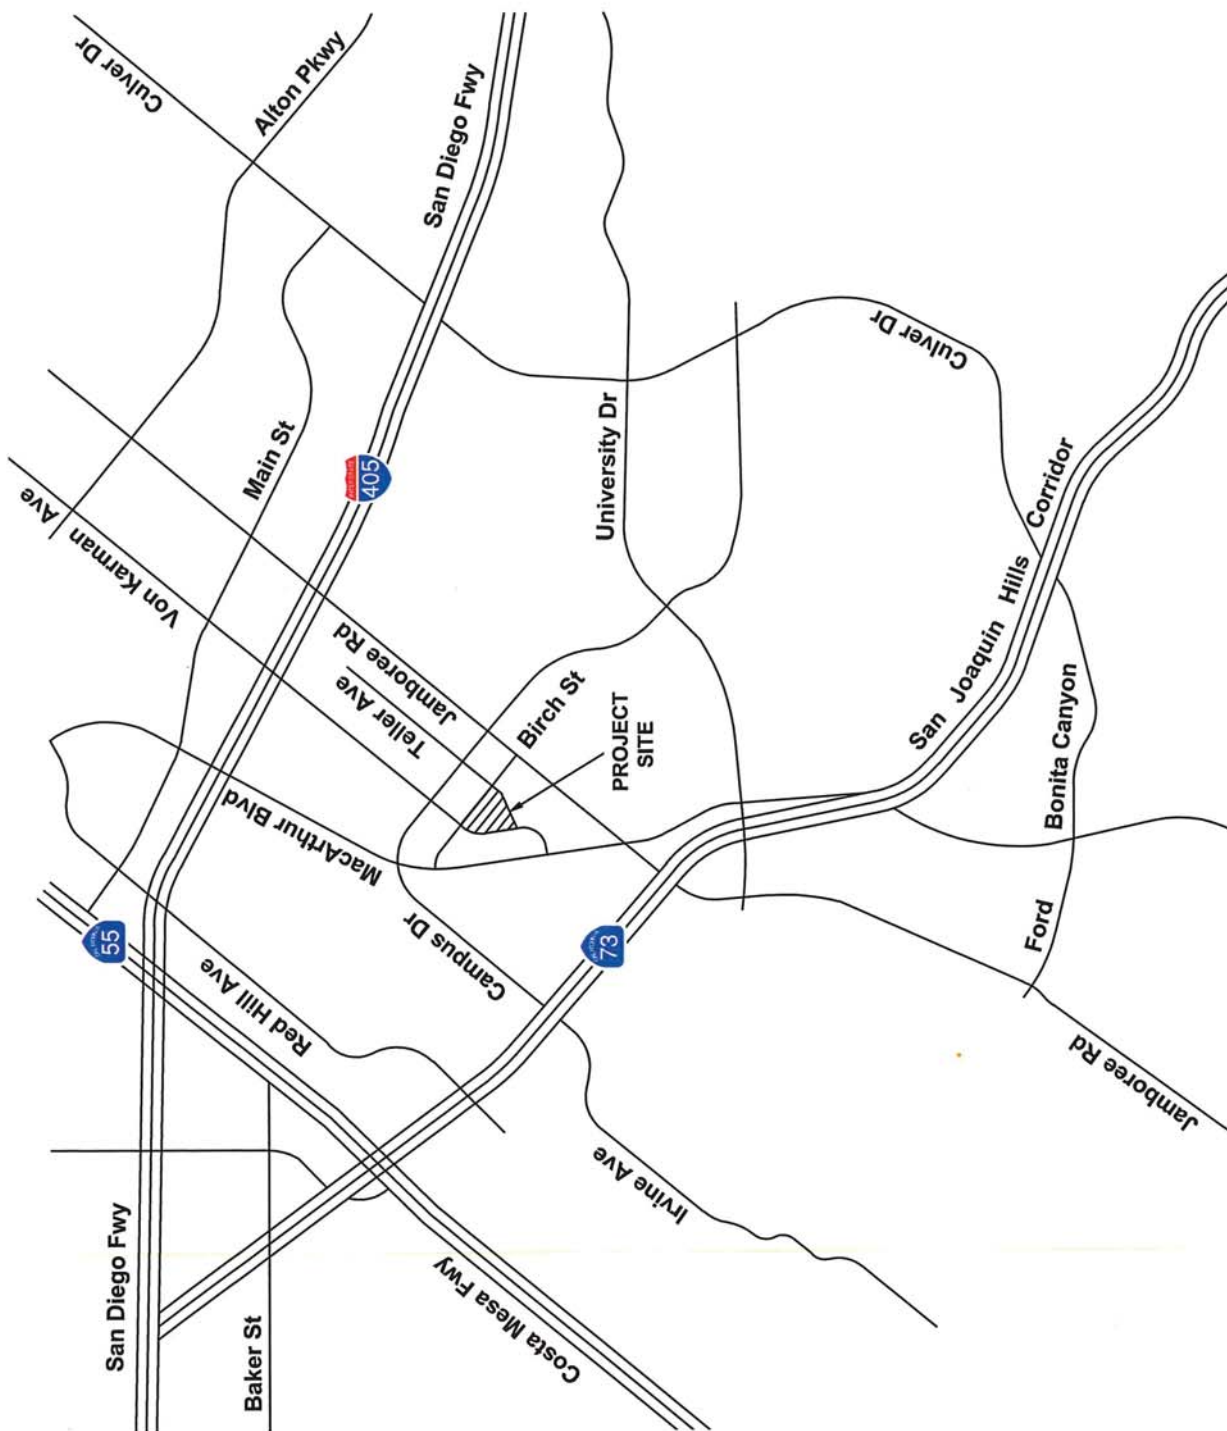 Culver Dr
Alton Pkwy
San Diego Fwy
Main St
Von Karman Ave
405
University Dr
Culver Dr
Jamboree Rd
Teller Ave
Birch St
PROJECT
SITE
San Joaquin Hills Corridor
Bonita Canyon
Ford
MacArthur Blvd
Campus Dr
55
73
Red Hill Ave
Jamboree Rd
Irvine Ave
San Diego Fwy
Baker St
Costa Mesa Fwy